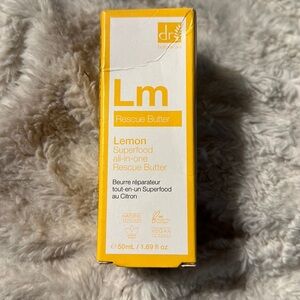 dr
Lm
Rescue Butter
Lemon
Superfood
all-in-one
Rescue Butter
Beurre réparateur
tout-en-un Superfood
au Citron
VEGAN
e 50mL / 1.69 fl oz